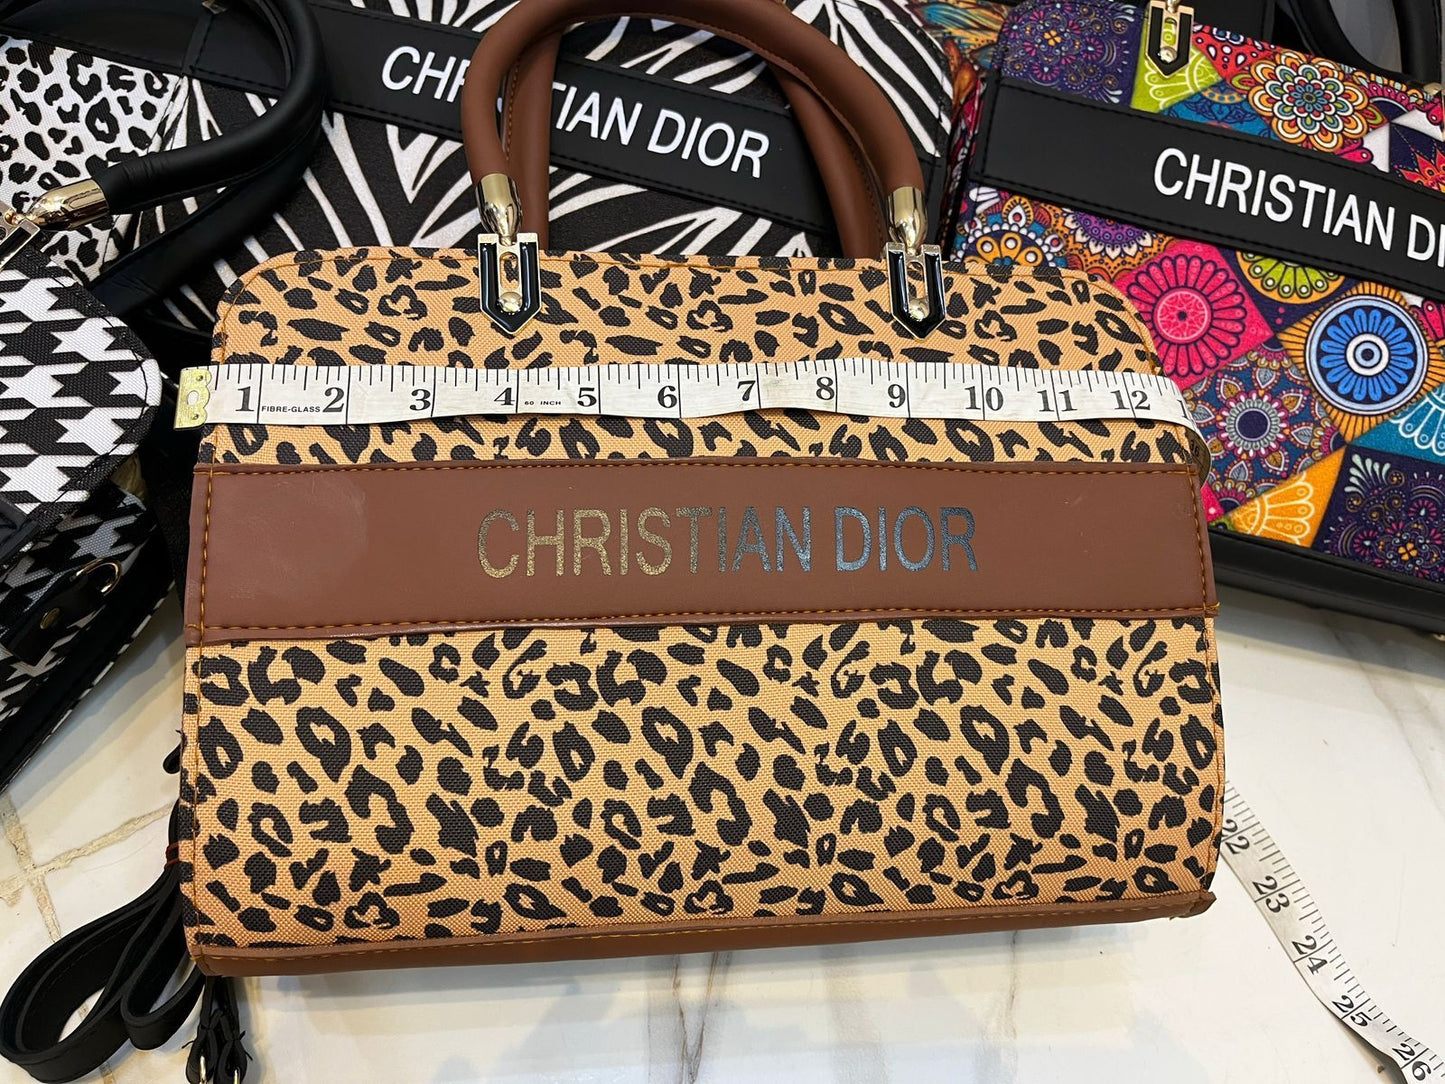 CHRISTIAN DIOR
CHRISTIAN DI
1 FIBRE-GLASS 2 3 4 60 INCH 5 6 7 8 9 10 11 12
CHRISTIAN DIOR
22
23
24
25
26